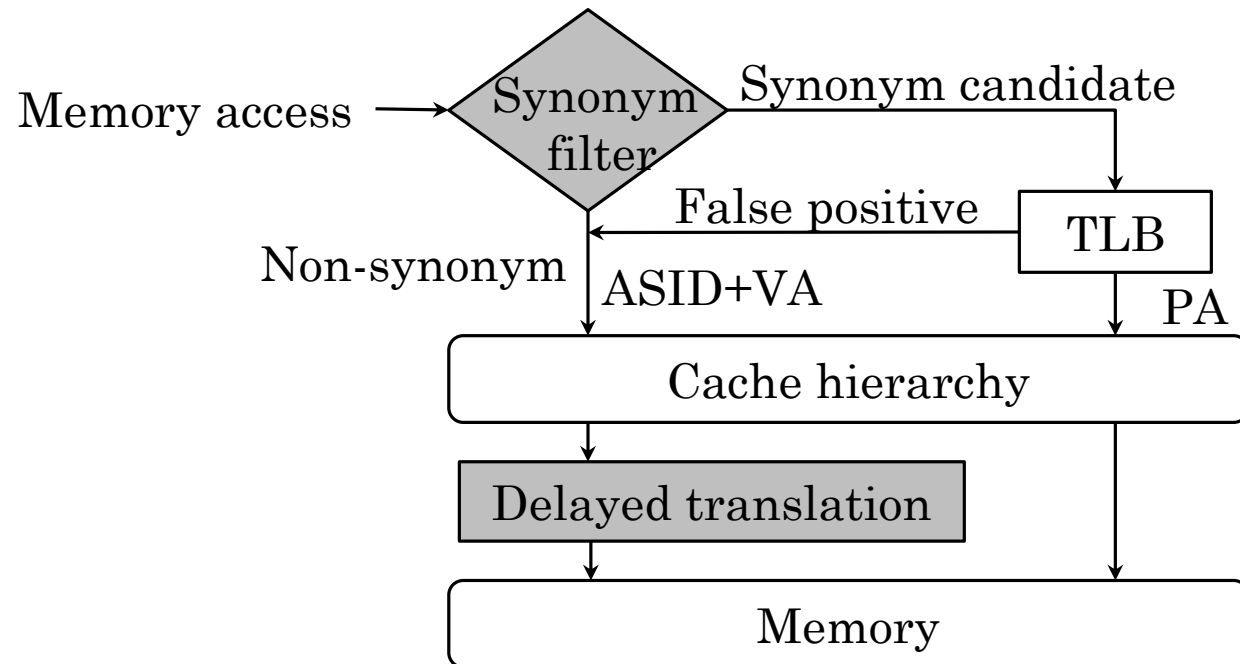 Memory access
Synonym
filter
Synonym candidate
False positive
TLB
Non-synonym
ASID+VA
PA
Cache hierarchy
Delayed translation
Memory